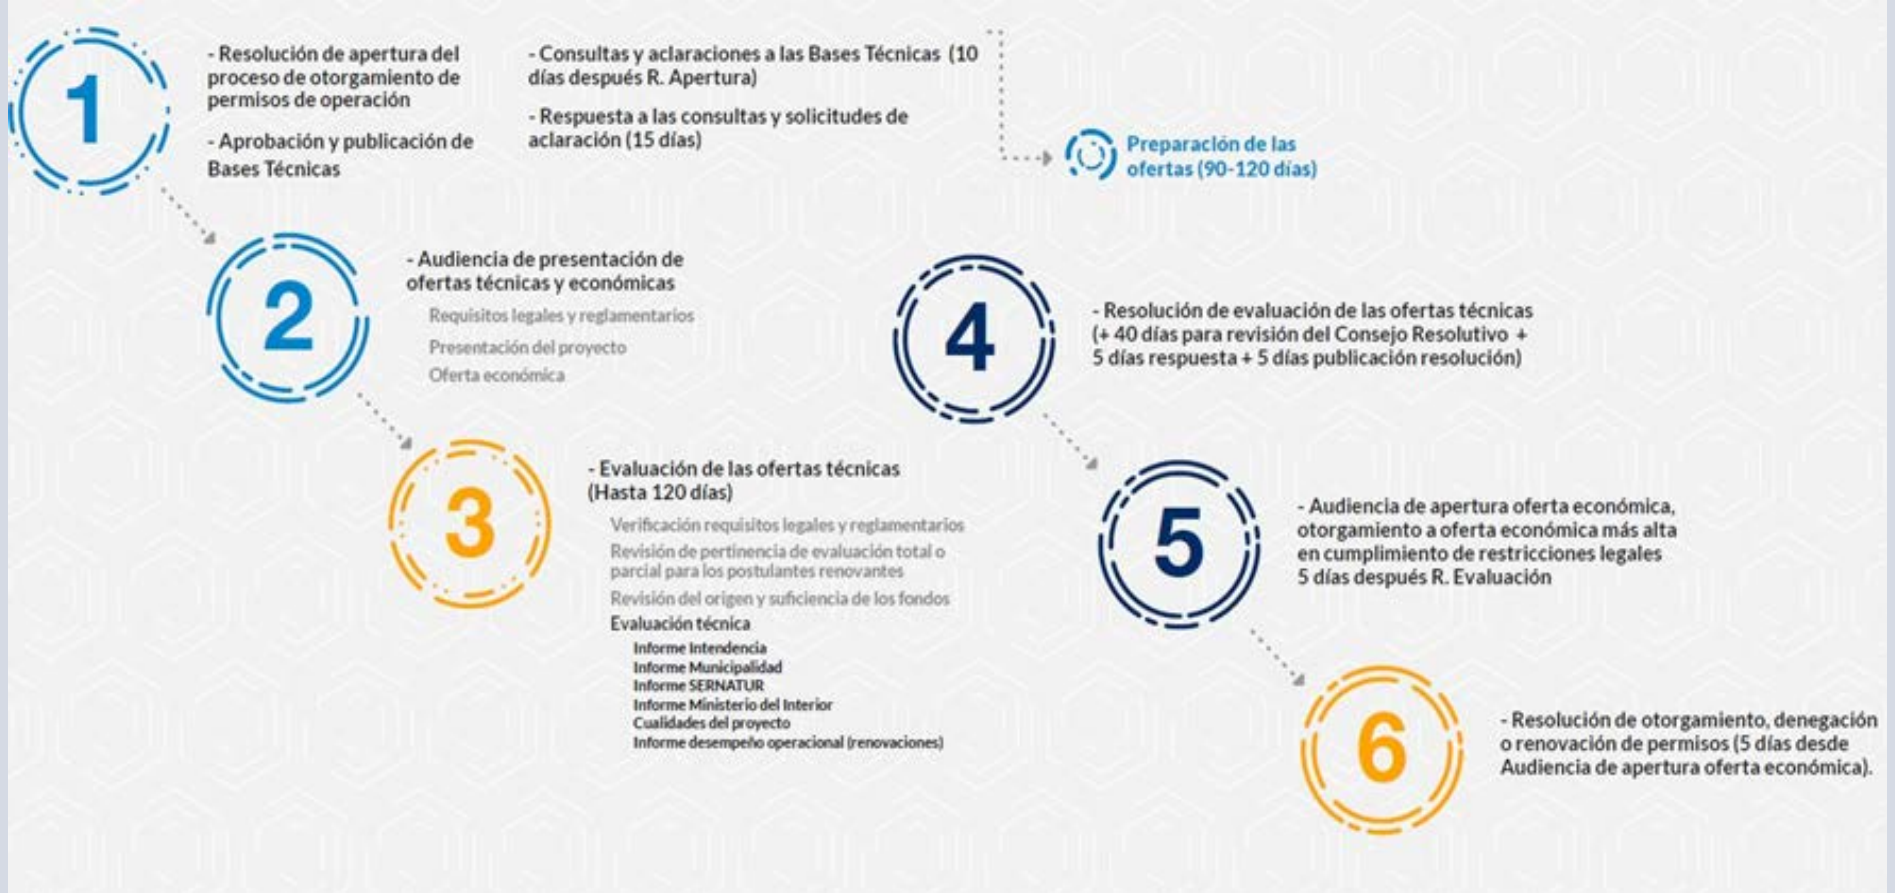 1
- Resolución de apertura del
proceso de otorgamiento de
permisos de operación
- Aprobación y publicación de
Bases Técnicas
- Consultas y aclaraciones a las Bases Técnicas (10
días después R. Apertura)
- Respuesta a las consultas y solicitudes de
aclaración (15 días)
Preparación de las
ofertas (90-120 días)
2
- Audiencia de presentación de
ofertas técnicas y económicas
Requisitos legales y reglamentarios
Presentación del proyecto
Oferta económica
3
- Evaluación de las ofertas técnicas
(Hasta 120 días)
Verificación requisitos legales y reglamentarios
Revisión de pertinencia de evaluación total o
parcial para los postulantes renovantes
Revisión del origen y suficiencia de los fondos
Evaluación técnica
Informe Intendencia
Informe Municipalidad
Informe SERNATUR
Informe Ministerio del Interior
Cualidades del proyecto
Informe desempeño operacional (renovaciones)
4
- Resolución de evaluación de las ofertas técnicas
(+ 40 días para revisión del Consejo Resolutivo +
5 días respuesta + 5 días publicación resolución)
5
- Audiencia de apertura oferta económica,
otorgamiento a oferta económica más alta
en cumplimiento de restricciones legales
5 días después R. Evaluación
6
- Resolución de otorgamiento, denegación
o renovación de permisos (5 días desde
Audiencia de apertura oferta económica).